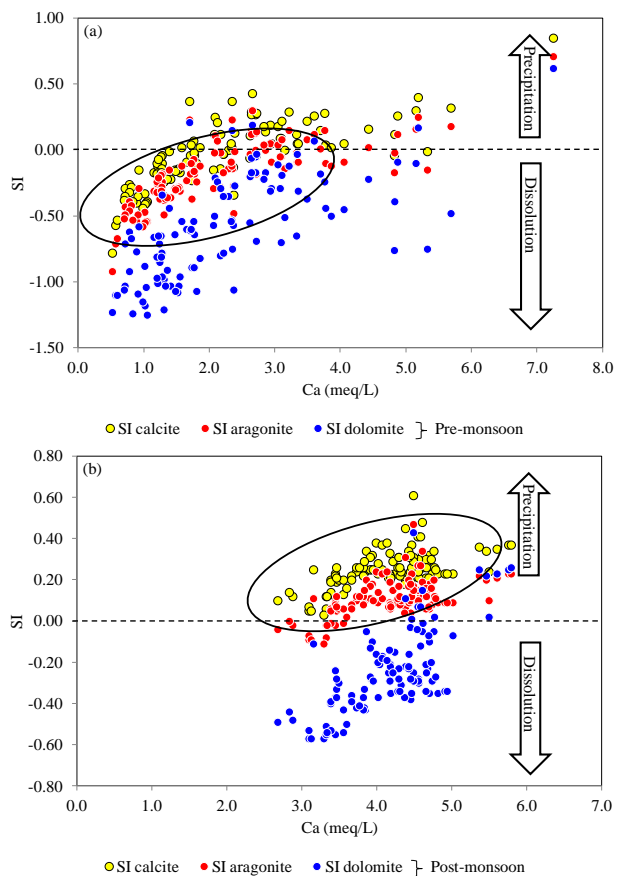 (a)
1.00
0.50
0.00
-0.50
-1.00
-1.50
SI
Precipitation
Dissolution
0.0 1.0 2.0 3.0 4.0 5.0 6.0 7.0 8.0
Ca (meq/L)
SI calcite SI aragonite SI dolomite } Pre-monsoon
(b)
0.80
0.60
0.40
0.20
0.00
-0.20
-0.40
-0.60
-0.80
SI
Precipitation
Dissolution
0.0 1.0 2.0 3.0 4.0 5.0 6.0 7.0
Ca (meq/L)
SI calcite SI aragonite SI dolomite } Post-monsoon